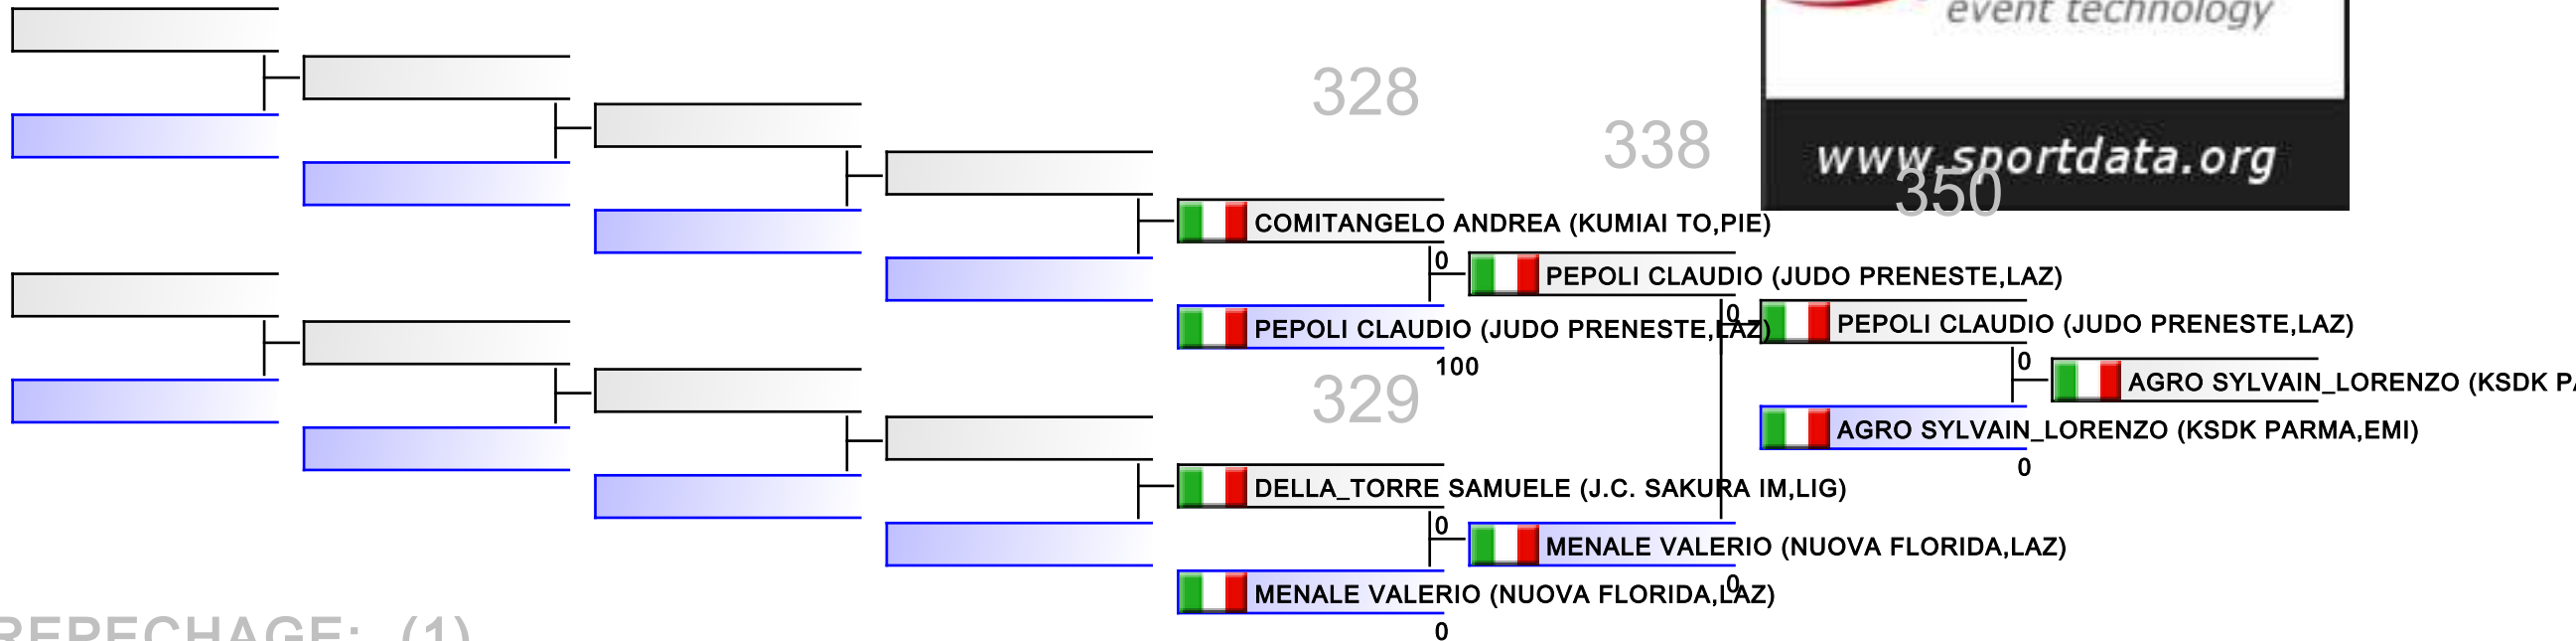 event technology
www.sportdata.org
328
338
350
COMITANGELO ANDREA (KUMIAI TO,PIE)
0
PEPOLI CLAUDIO (JUDO PRENESTE,LAZ)
0
PEPOLI CLAUDIO (JUDO PRENESTE,LAZ)
PEPOLI CLAUDIO (JUDO PRENESTE,LAZ)
100
0
AGRO SYLVAIN_LORENZO (KSDK PA
AGRO SYLVAIN_LORENZO (KSDK PARMA,EMI)
0
329
DELLA_TORRE SAMUELE (J.C. SAKURA IM,LIG)
0
MENALE VALERIO (NUOVA FLORIDA,LAZ)
0
MENALE VALERIO (NUOVA FLORIDA,LAZ)
0
REPECHAGE: (1)